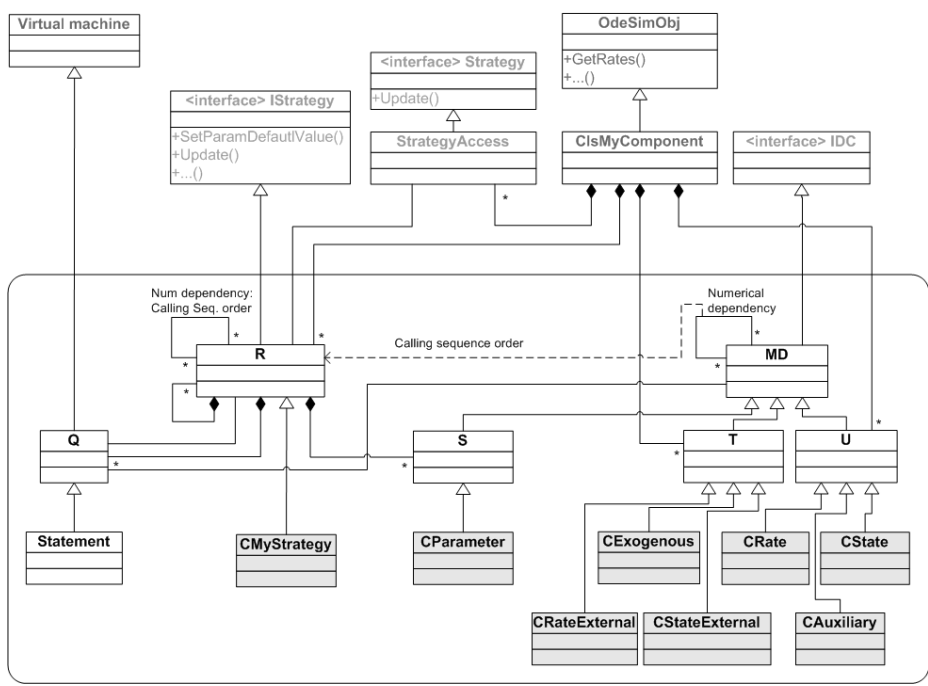 Virtual machine
OdeSimObj
+GetRates()
+...()
<interface> Strategy
+Update()
<interface> IStrategy
+SetParamDefautlValue()
+Update()
+...()
StrategyAccess
ClsMyComponent
<interface> IDC
*
Num dependency:
Calling Seq. order
*
*
*
R
*
Calling sequence order
Numerical
dependency
*
*
MD
Q
*
S
*
T
*
U
*
Statement
CMyStrategy
CParameter
CExogenous
CRate
CState
CRateExternal
CStateExternal
CAuxiliary